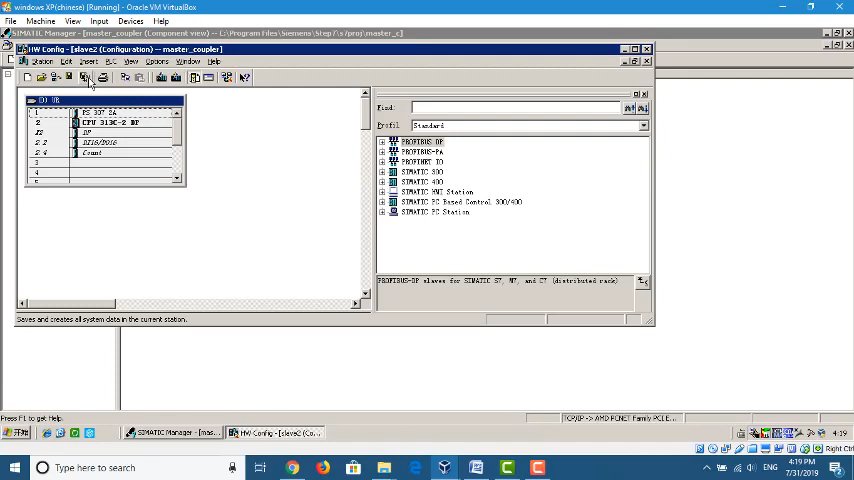 windows XP(chinese) [Running] - Oracle VM VirtualBox
File Machine View Input Devices Help
SIMATIC Manager - [master_coupler (Component view) -- C:\Program Files\Siemens\Step7\s7proj\master_c]
HW Config - [slave2 (Configuration) -- master_coupler]
Station Edit Insert PLC View Options Window Help
(0) UR
1 PS 307 2A
2 CPU 313C-2 DP
X2 DP
2.2 DI16/DO16
2.4 Count
3
4
Find:
Profil Standard
PROFIBUS DP
PROFIBUS-PA
PROFINET IO
SIMATIC 300
SIMATIC 400
SIMATIC HMI Station
SIMATIC PC Based Control 300/400
SIMATIC PC Station
PROFIBUS-DP slaves for SIMATIC S7, M7, and C7 (distributed rack)
Saves and creates all system data in the current station.
Press F1 to get Help.
TCP/IP -> AMD PCNET Family PCI E...
开始
SIMATIC Manager - [mas...
HW Config - [slave2 (Co...
4:19
Right Ctrl
Type here to search
ENG
4:19 PM
7/31/2019